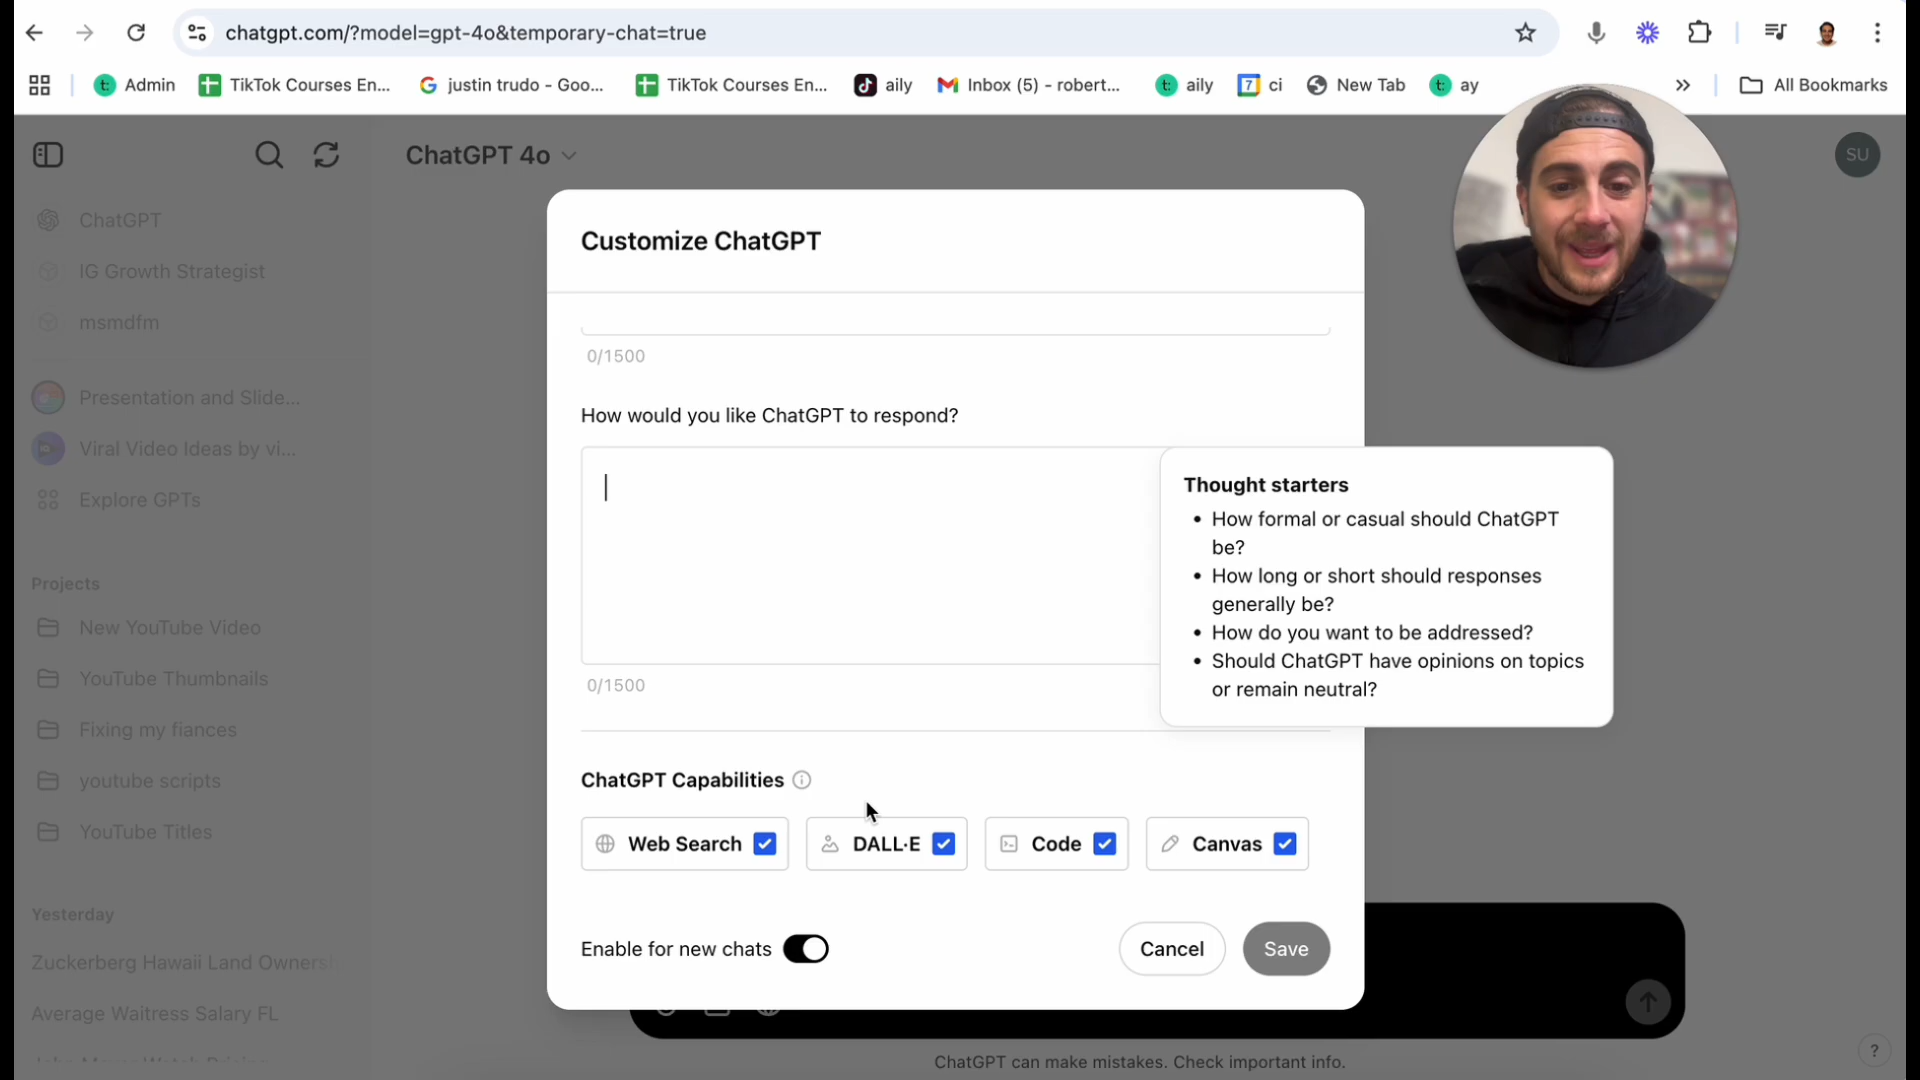 chatgpt.com/?model=gpt-4o&temporary-chat=true
Admin
TikTok Courses En...
justin trudo - Goo...
TikTok Courses En...
aily
Inbox (5) - robert...
aily
7
ci
New Tab
ay
All Bookmarks
ChatGPT 4o
SU
ChatGPT
IG Growth Strategist
msmdfm
Presentation and Slide...
Viral Video Ideas by vi...
Explore GPTs
Projects
New YouTube Video
YouTube Thumbnails
Fixing my fiances
youtube scripts
YouTube Titles
Yesterday
Zuckerberg Hawaii Land Owners
Average Waitress Salary FL
Customize ChatGPT
0/1500
How would you like ChatGPT to respond?
0/1500
Thought starters
• How formal or casual should ChatGPT
be?
• How long or short should responses
generally be?
• How do you want to be addressed?
• Should ChatGPT have opinions on topics
or remain neutral?
ChatGPT Capabilities
Web Search
DALL·E
Code
Canvas
Enable for new chats
Cancel
Save
ChatGPT can make mistakes. Check important info.
?